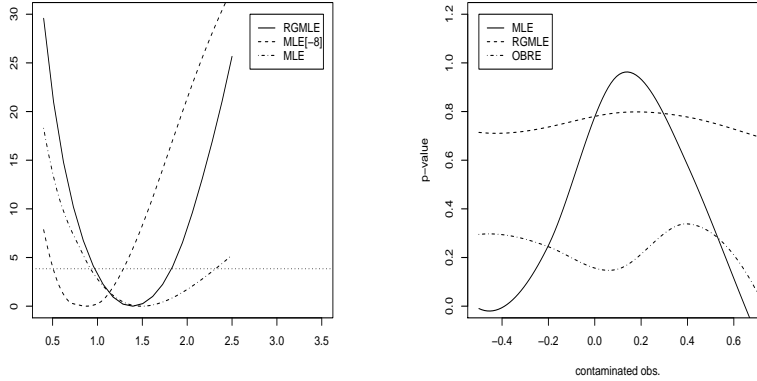 30
25
20
15
10
5
0
0.5 1.0 1.5 2.0 2.5 3.0 3.5
RGMLE
MLE[-8]
MLE
p-value
1.2
1.0
0.8
0.6
0.4
0.2
0.0
-0.4 -0.2 0.0 0.2 0.4 0.6
contaminated obs.
MLE
RGMLE
OBRE